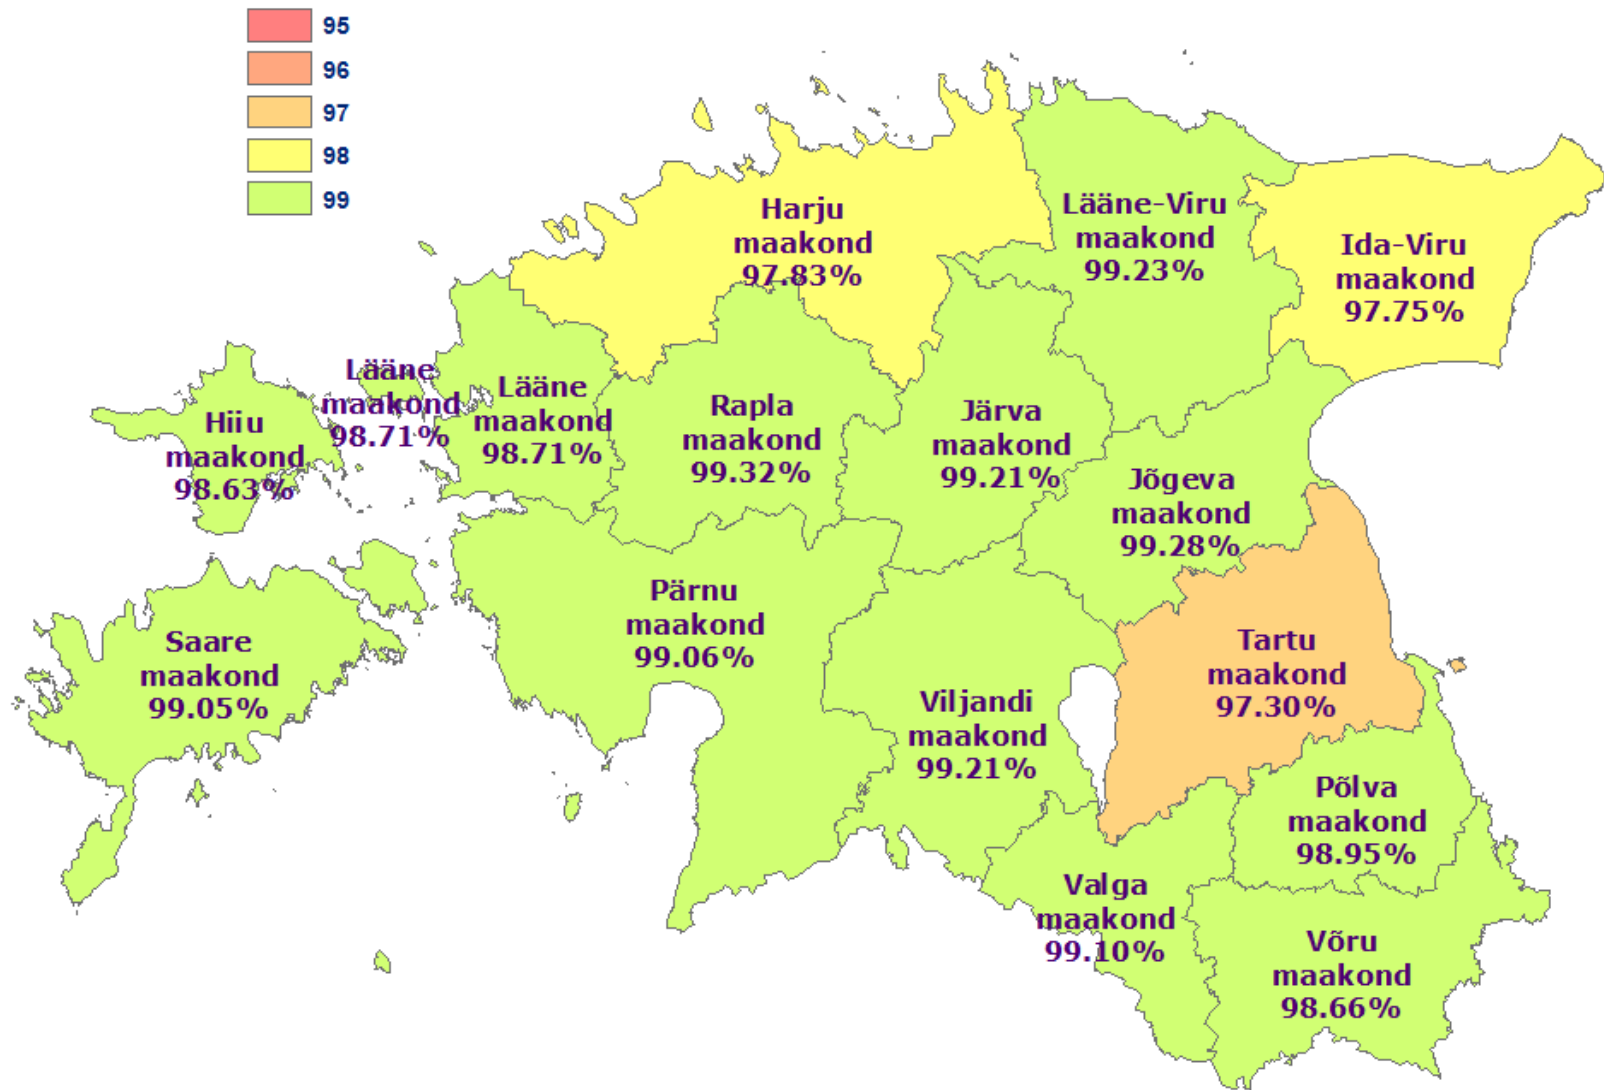 95
96
97
98
99
Harju
maakond
97.83%
Lääne-Viru
maakond
99.23%
Ida-Viru
maakond
97.75%
Hiiu
maakond
98.63%
Lääne
maakond
98.71%
Lääne
maakond
98.71%
Rapla
maakond
99.32%
Järva
maakond
99.21%
Jõgeva
maakond
99.28%
Saare
maakond
99.05%
Pärnu
maakond
99.06%
Viljandi
maakond
99.21%
Tartu
maakond
97.30%
Põlva
maakond
98.95%
Valga
maakond
99.10%
Võru
maakond
98.66%